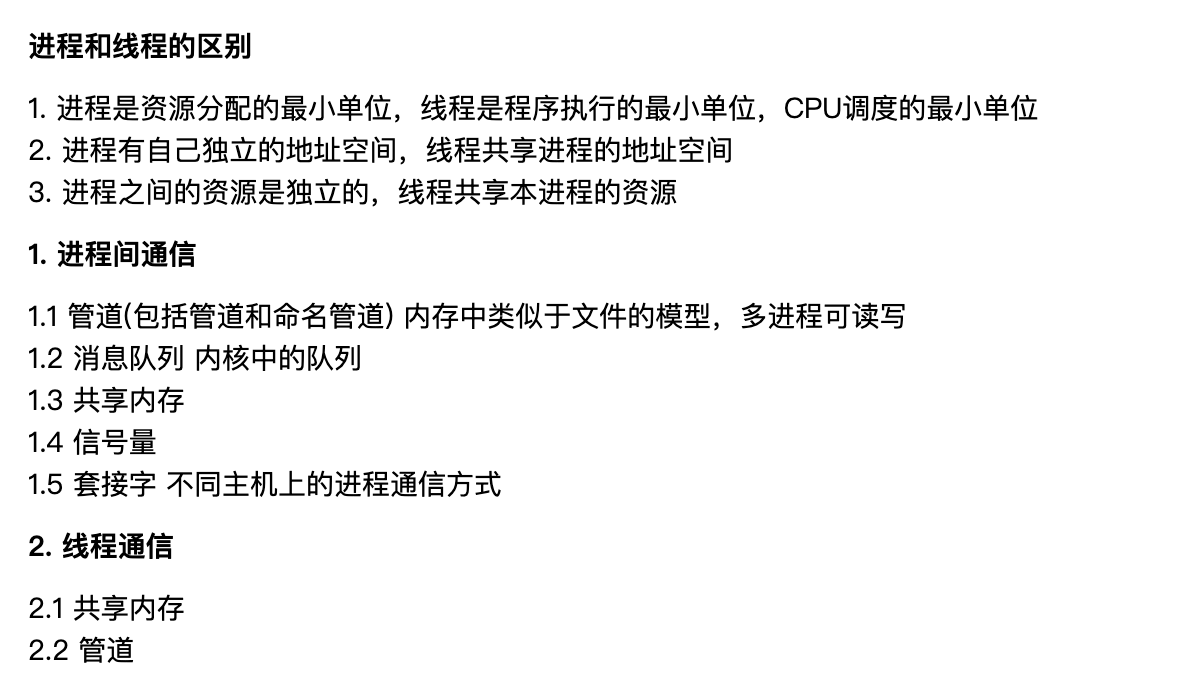 进程和线程的区别
1. 进程是资源分配的最小单位，线程是程序执行的最小单位，CPU调度的最小单位
2. 进程有自己独立的地址空间，线程共享进程的地址空间
3. 进程之间的资源是独立的，线程共享本进程的资源
1. 进程间通信
1.1 管道(包括管道和命名管道) 内存中类似于文件的模型，多进程可读写
1.2 消息队列 内核中的队列
1.3 共享内存
1.4 信号量
1.5 套接字 不同主机上的进程通信方式
2. 线程通信
2.1 共享内存
2.2 管道